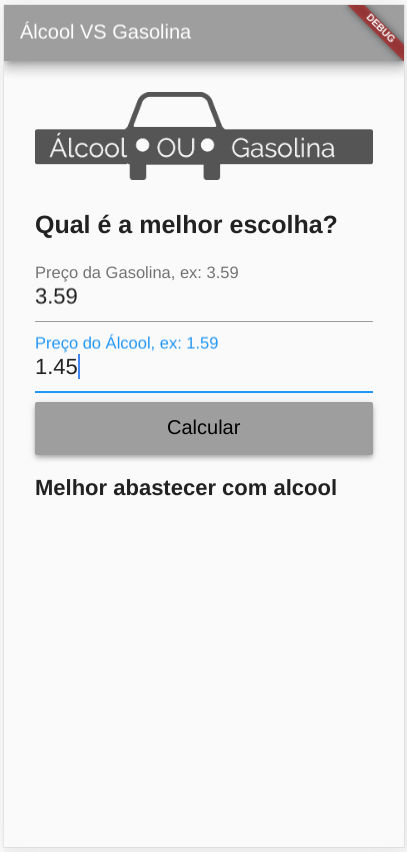 Álcool VS Gasolina
DEBUG
Álcool OU Gasolina
Qual é a melhor escolha?
Preço da Gasolina, ex: 3.59
3.59
Preço do Álcool, ex: 1.59
1.45
Calcular
Melhor abastecer com alcool